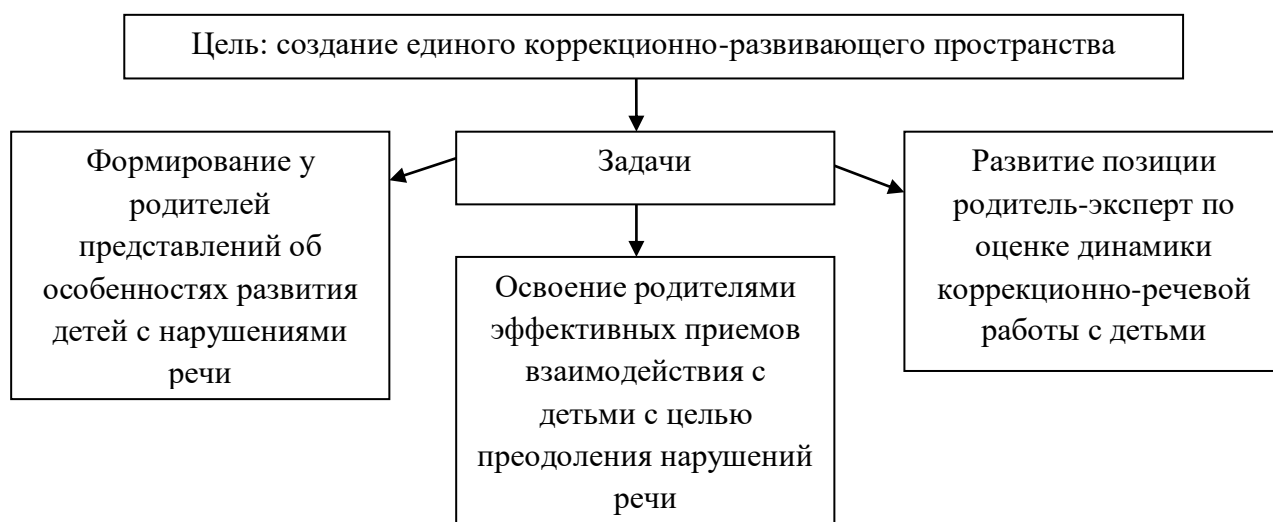 Цель: создание единого коррекционно-развивающего пространства
Задачи
Формирование у
родителей
представлений об
особенностях развития
детей с нарушениями
речи
Освоение родителями
эффективных приемов
взаимодействия с
детьми с целью
преодоления нарушений
речи
Развитие позиции
родитель-эксперт по
оценке динамики
коррекционно-речевой
работы с детьми